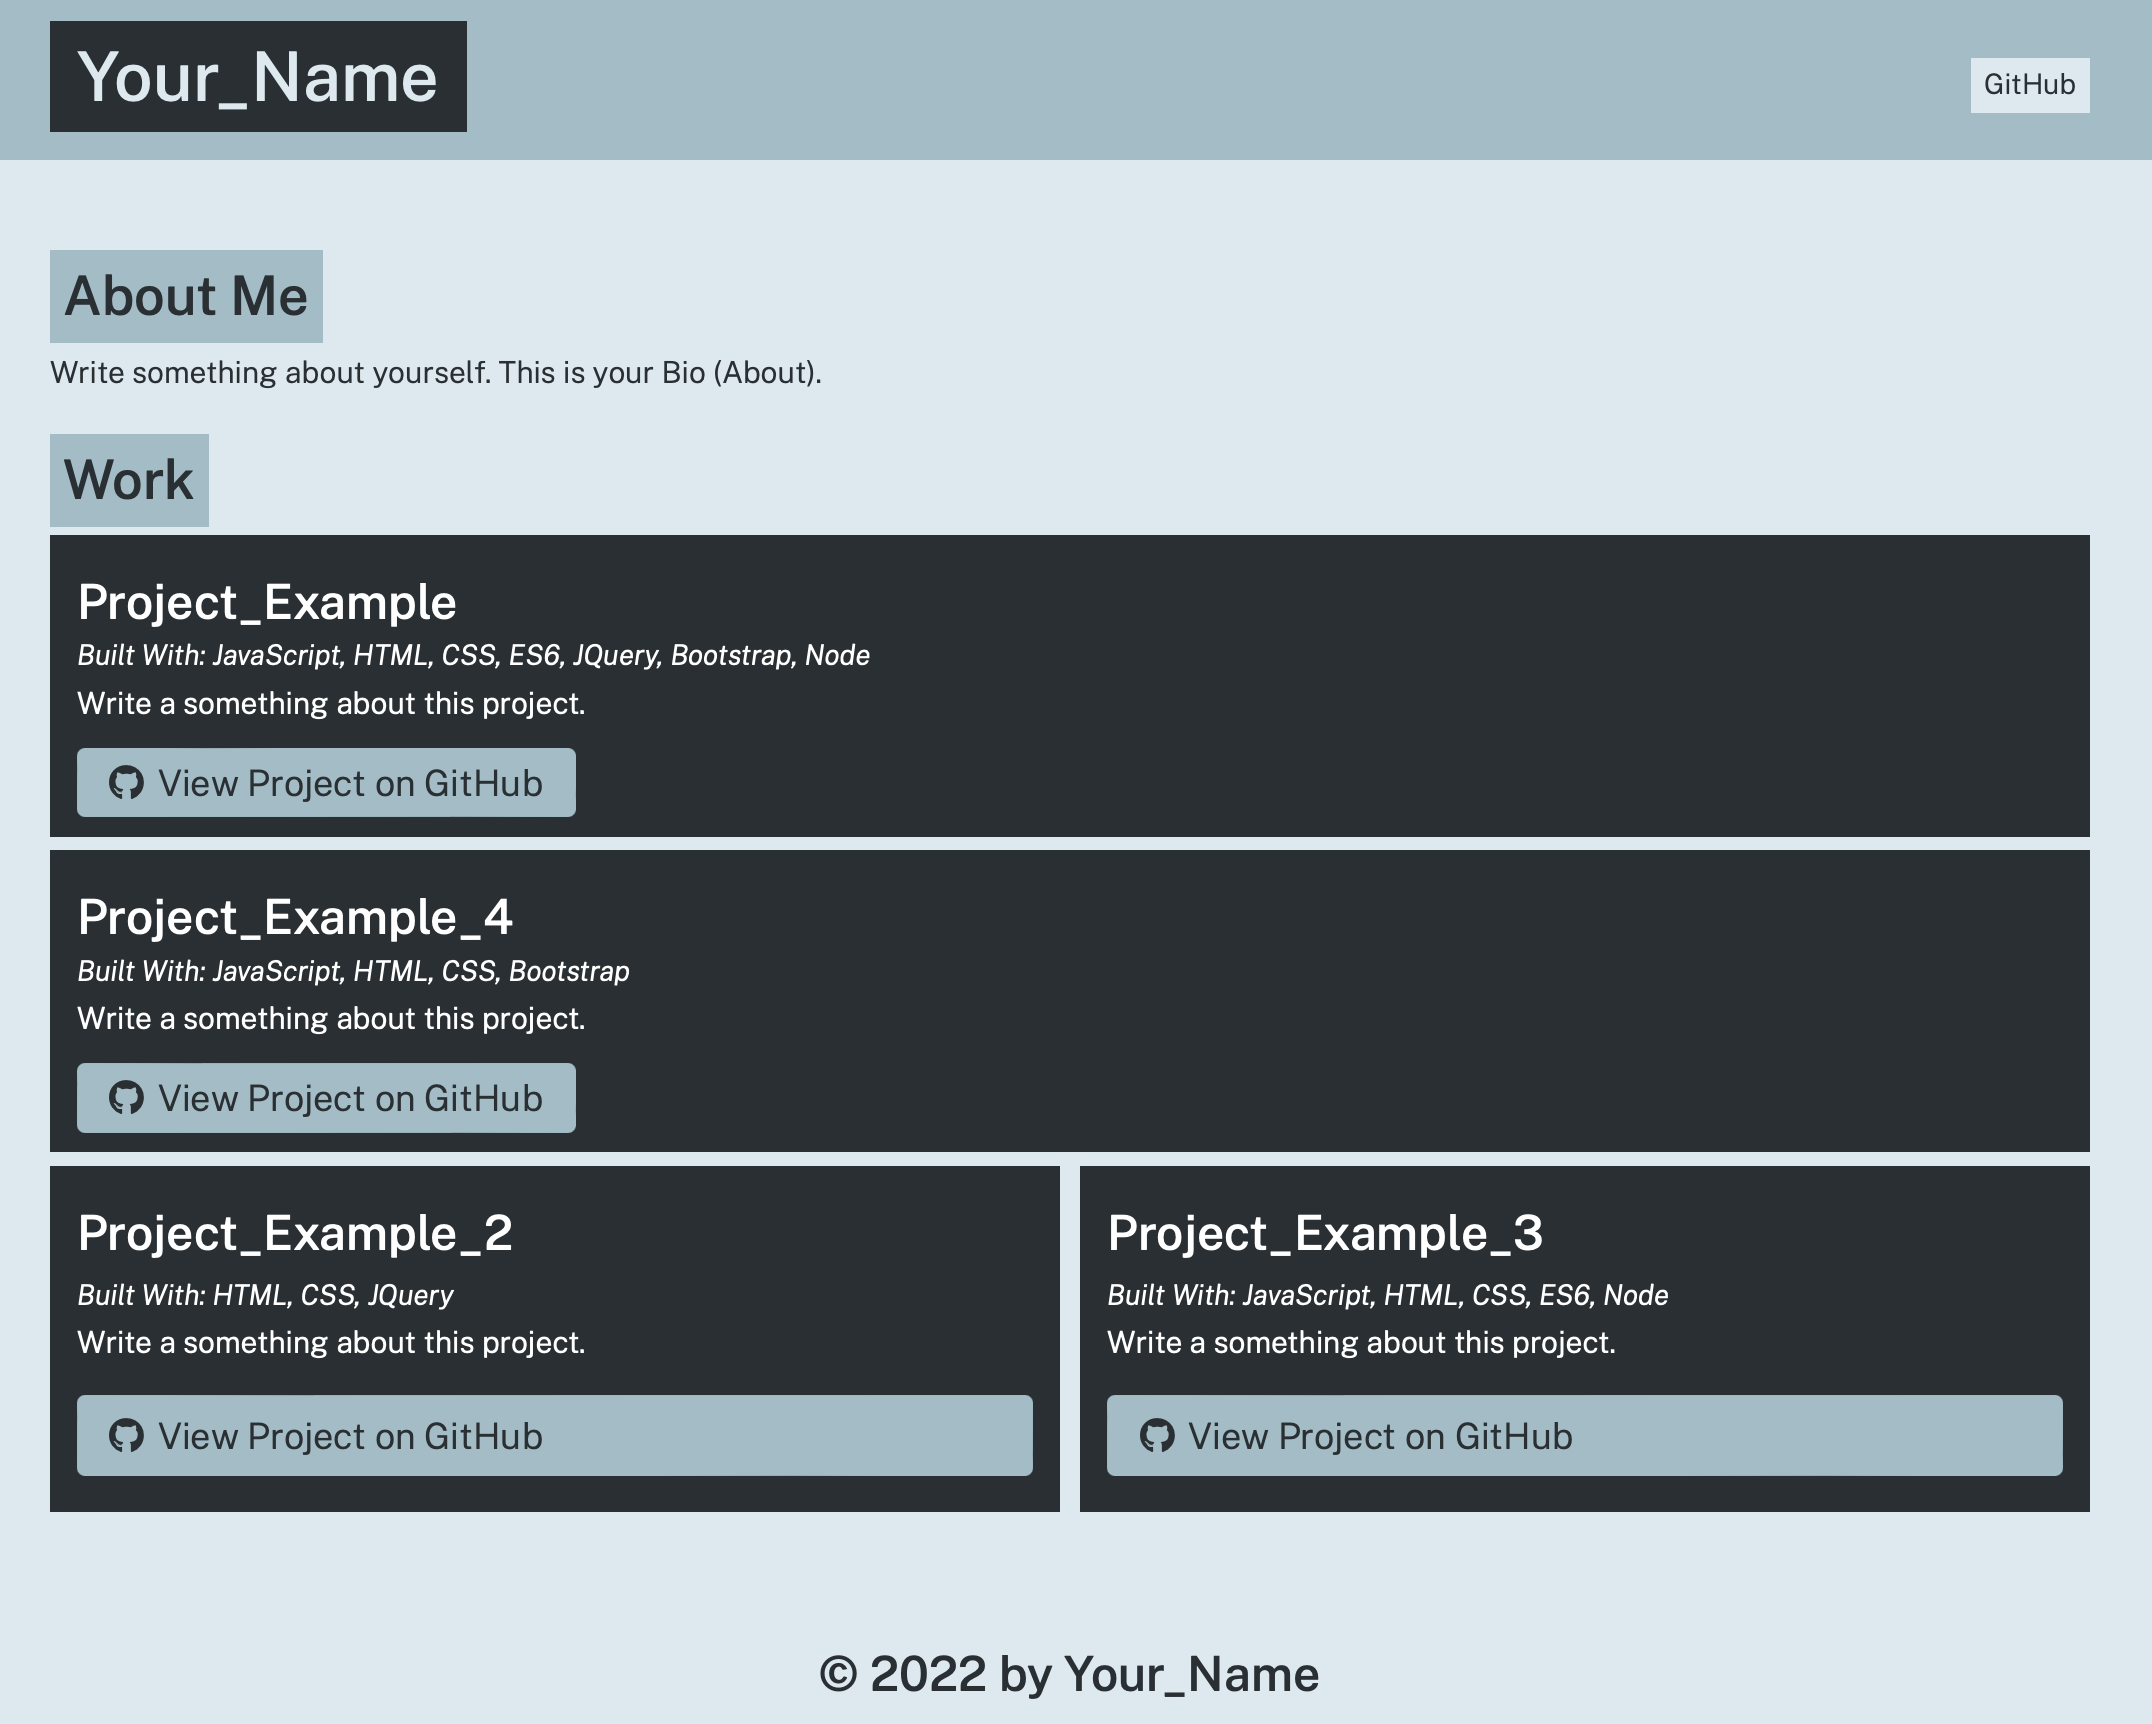 Your_Name
GitHub
About Me
Write something about yourself. This is your Bio (About).
Work
Project_Example
Built With: JavaScript, HTML, CSS, ES6, JQuery, Bootstrap, Node
Write a something about this project.
View Project on GitHub
Project_Example_4
Built With: JavaScript, HTML, CSS, Bootstrap
Write a something about this project.
View Project on GitHub
Project_Example_2
Built With: HTML, CSS, JQuery
Write a something about this project.
View Project on GitHub
Project_Example_3
Built With: JavaScript, HTML, CSS, ES6, Node
Write a something about this project.
View Project on GitHub
© 2022 by Your_Name